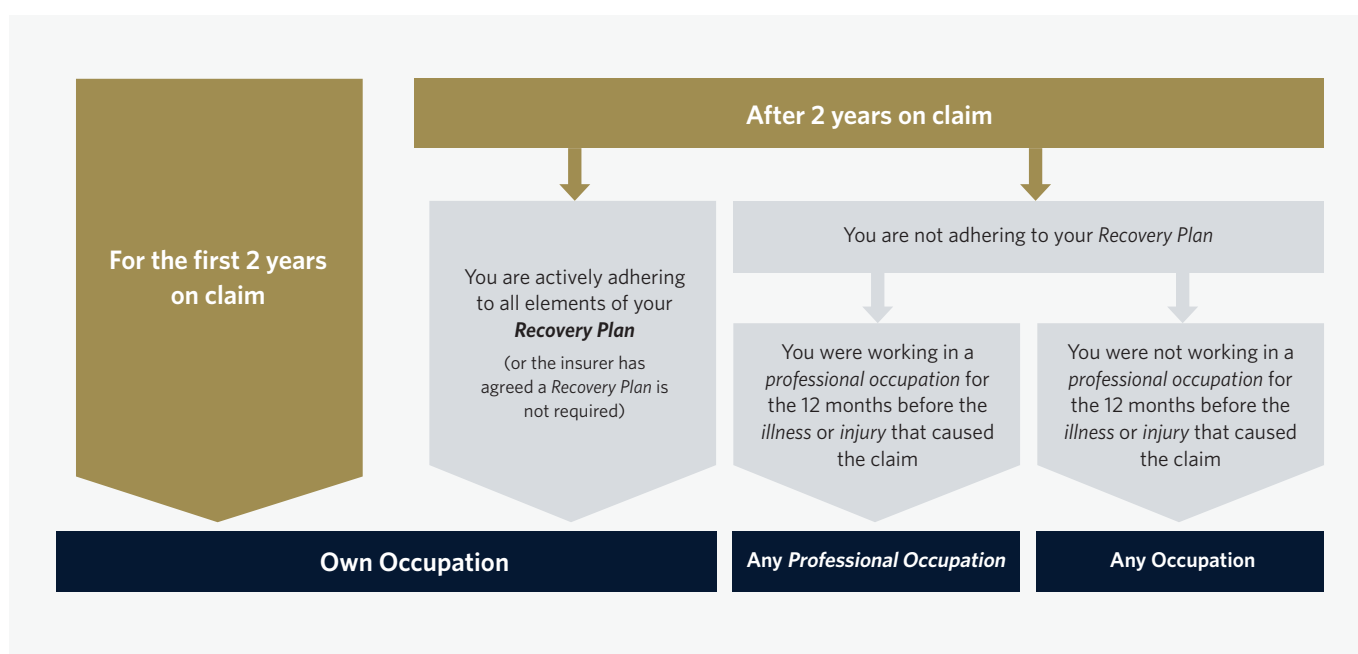 For the first 2 years
on claim
After 2 years on claim
You are actively adhering
to all elements of your
Recovery Plan
(or the insurer has
agreed a Recovery Plan is
not required)
You are not adhering to your Recovery Plan
You were working in a
professional occupation for
the 12 months before the
illness or injury that caused
the claim
You were not working in a
professional occupation for
the 12 months before the
illness or injury that caused
the claim
Own Occupation
Any Professional Occupation
Any Occupation